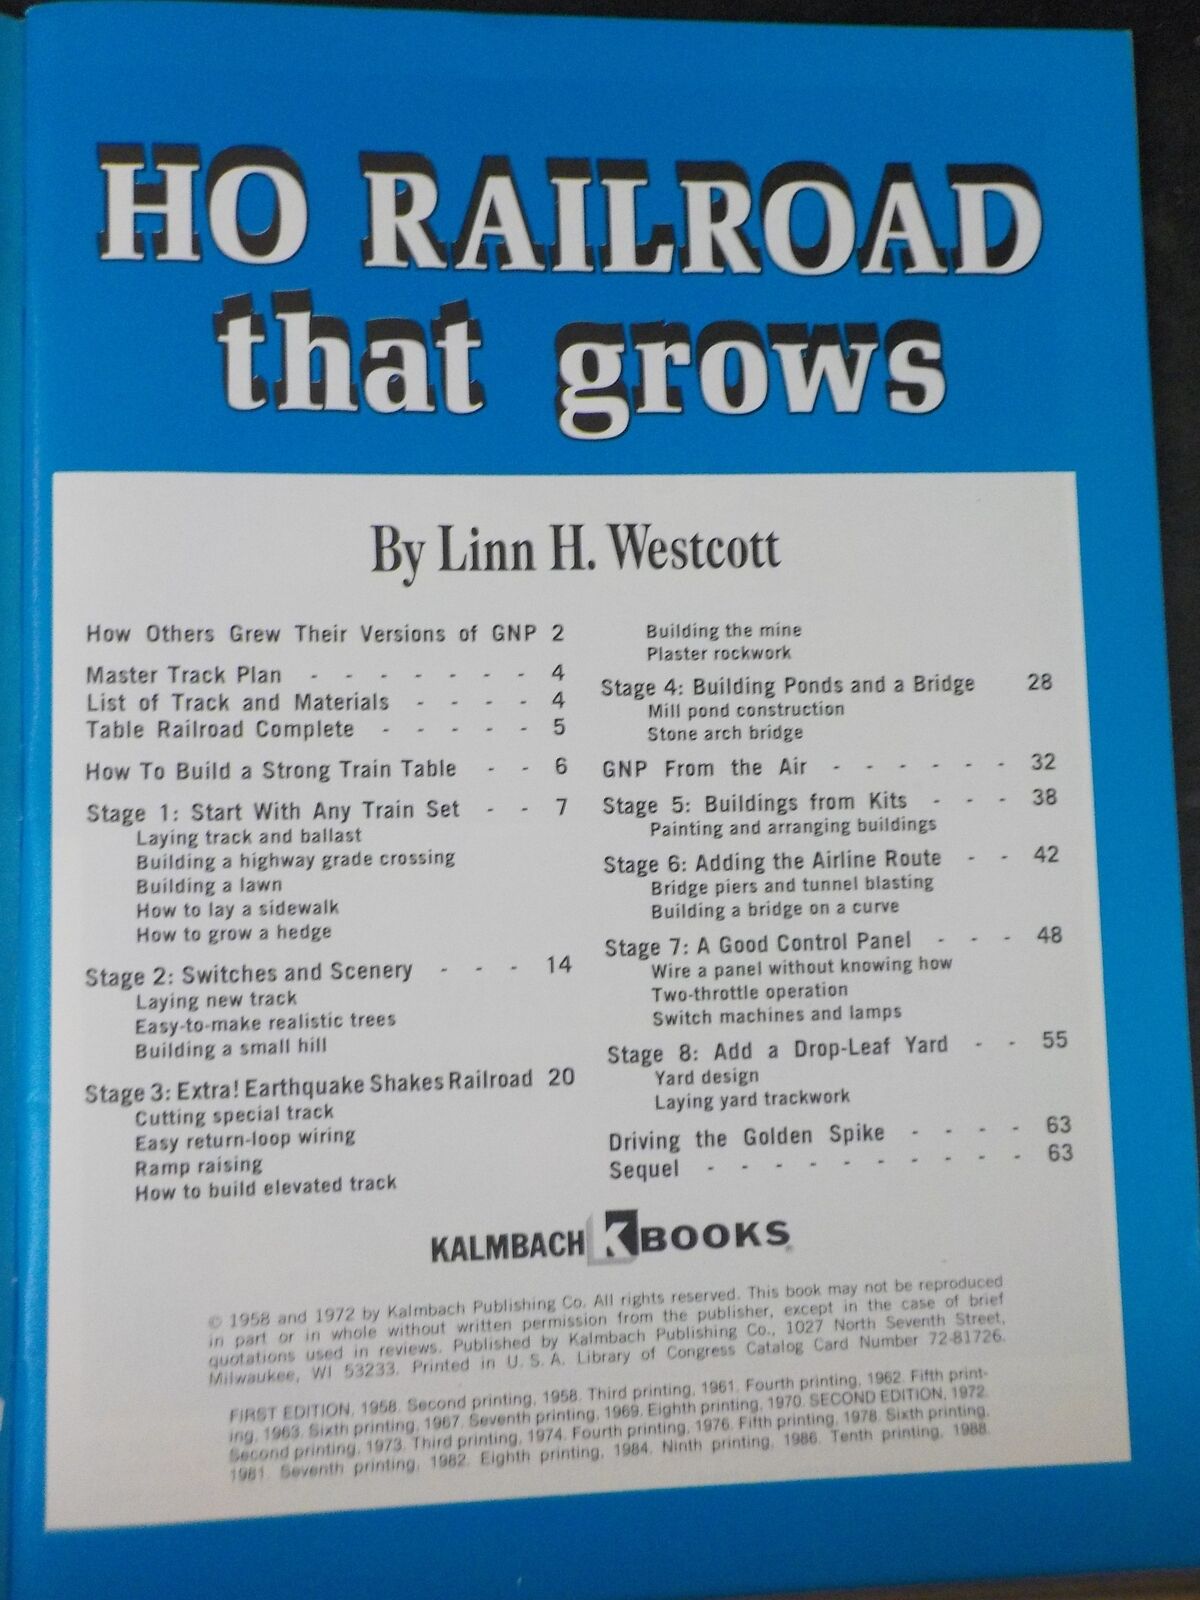 HO RAILROAD
that grows
By Linn H. Westcott
How Others Grew Their Versions of GNP 2
Master Track Plan - - - - - - - 4
List of Track and Materials - - - - 4
Table Railroad Complete - - - - - 5
How To Build a Strong Train Table - - 6
Stage 1: Start With Any Train Set - - 7
Laying track and ballast
Building a highway grade crossing
Building a lawn
How to lay a sidewalk
How to grow a hedge
Stage 2: Switches and Scenery - - - 14
Laying new track
Easy-to-make realistic trees
Building a small hill
Stage 3: Extra! Earthquake Shakes Railroad 20
Cutting special track
Easy return-loop wiring
Ramp raising
How to build elevated track
Building the mine
Plaster rockwork
Stage 4: Building Ponds and a Bridge 28
Mill pond construction
Stone arch bridge
GNP From the Air - - - - - - 32
Stage 5: Buildings from Kits - - - 38
Painting and arranging buildings
Stage 6: Adding the Airline Route - - 42
Bridge piers and tunnel blasting
Building a bridge on a curve
Stage 7: A Good Control Panel - - - 48
Wire a panel without knowing how
Two-throttle operation
Switch machines and lamps
Stage 8: Add a Drop-Leaf Yard - - 55
Yard design
Laying yard trackwork
Driving the Golden Spike - - - - 63
Sequel - - - - - - - - - - 63
KALMBACH K BOOKS
© 1958 and 1972 by Kalmbach Publishing Co. All rights reserved. This book may not be reproduced
in part or in whole without written permission from the publisher, except in the case of brief
quotations used in reviews. Published by Kalmbach Publishing Co., 1027 North Seventh Street,
Milwaukee, WI 53233. Printed in U. S. A. Library of Congress Catalog Card Number 72-81726.
FIRST EDITION, 1958. Second printing, 1958. Third printing, 1961. Fourth printing, 1962. Fifth print-
ing, 1963. Sixth printing, 1967. Seventh printing, 1969. Eighth printing, 1970. SECOND EDITION, 1972.
Second printing, 1973. Third printing, 1974. Fourth printing, 1976. Fifth printing, 1978. Sixth printing,
1981. Seventh printing, 1982. Eighth printing, 1984. Ninth printing, 1986. Tenth printing, 1988.